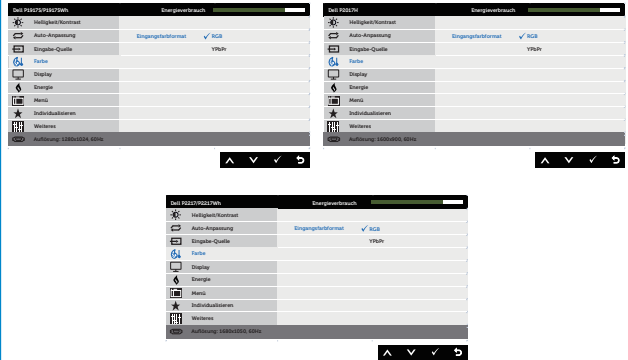 Dell P1917S/P1917SWh Energieverbrauch
Helligkeit/Kontrast
Auto-Anpassung Eingangsfarbformat ✓ RGB
Eingabe-Quelle YPbPr
Farbe
Display
Energie
Menü
Individualisieren
Weiteres
Auflösung: 1280x1024, 60Hz
Dell P2017H Energieverbrauch
Helligkeit/Kontrast
Auto-Anpassung Eingangsfarbformat ✓ RGB
Eingabe-Quelle YPbPr
Farbe
Display
Energie
Menü
Individualisieren
Weiteres
Auflösung: 1600x900, 60Hz
Dell P2217/P2217Wh Energieverbrauch
Helligkeit/Kontrast
Auto-Anpassung Eingangsfarbformat ✓ RGB
Eingabe-Quelle YPbPr
Farbe
Display
Energie
Menü
Individualisieren
Weiteres
Auflösung: 1680x1050, 60Hz